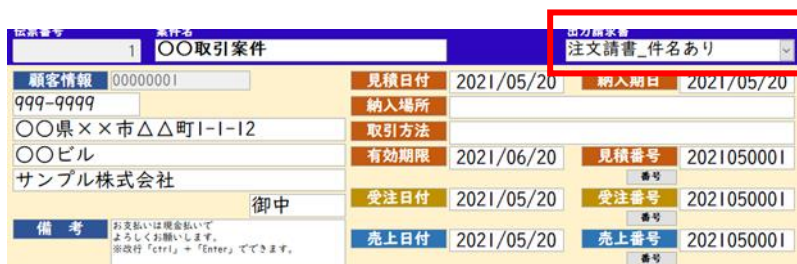 伝票番号 案件名 出力請求書
1 〇〇取引案件 注文請書_件名あり
顧客情報 00000001 見積日付 2021/05/20 納入期日 2021/05/20
999-9999 納入場所
〇〇県××市△△町1-1-12 取引方法
〇〇ビル 有効期限 2021/06/20 見積番号 2021050001
サンプル株式会社 番号
御中 受注日付 2021/05/20 受注番号 2021050001
番号
備考 お支払いは現金払いで
よろしくお願いします。
※改行「ctrl」+「Enter」でできます。
売上日付 2021/05/20 売上番号 2021050001
番号